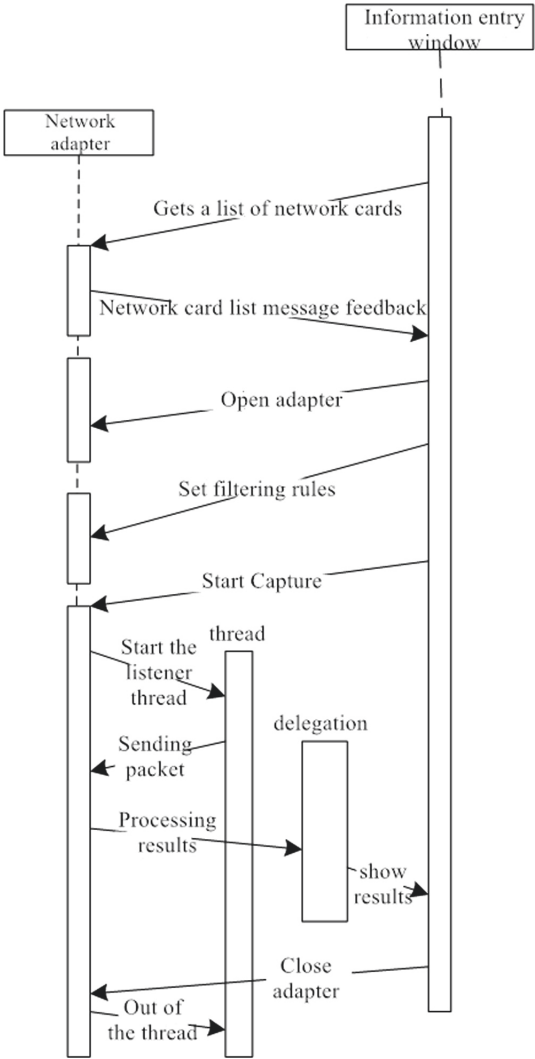 Information entry
window
Network
adapter
Gets a list of network cards
Network card list message feedback
Open adapter
Set filtering rules
Start Capture
thread
Start the
listener
thread
delegation
Sending
packet
Processing
results
show
results
Close
adapter
Out of
the thread